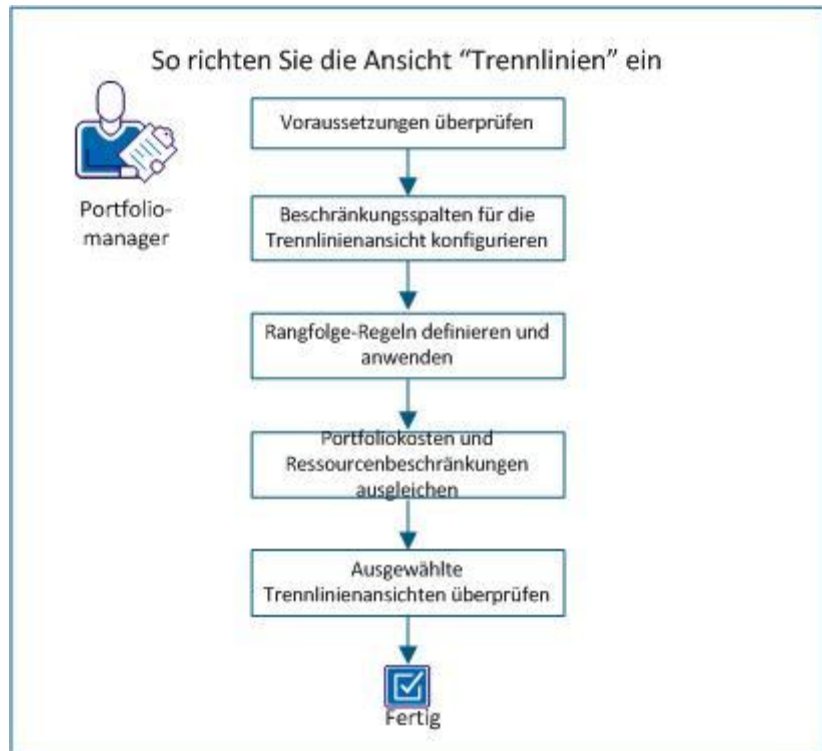 So richten Sie die Ansicht “Trennlinien” ein
Portfolio-
manager
Voraussetzungen überprüfen
Beschränkungsspalten für die
Trennlinienansicht konfigurieren
Rangfolge-Regeln definieren und
anwenden
Portfoliokosten und
Ressourcenbeschränkungen
ausgleichen
Ausgewählte
Trennlinienansichten überprüfen
Fertig